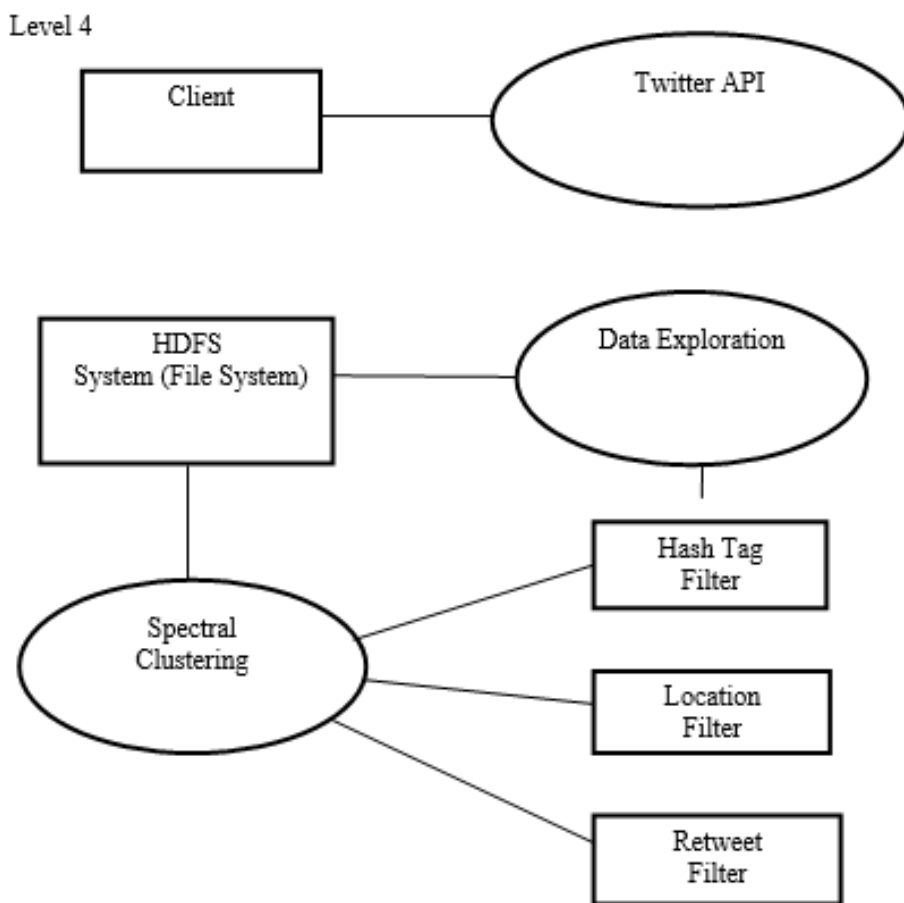 Level 4
Client
Twitter API
HDFS
System (File System)
Data Exploration
Hash Tag
Filter
Spectral
Clustering
Location
Filter
Retweet
Filter